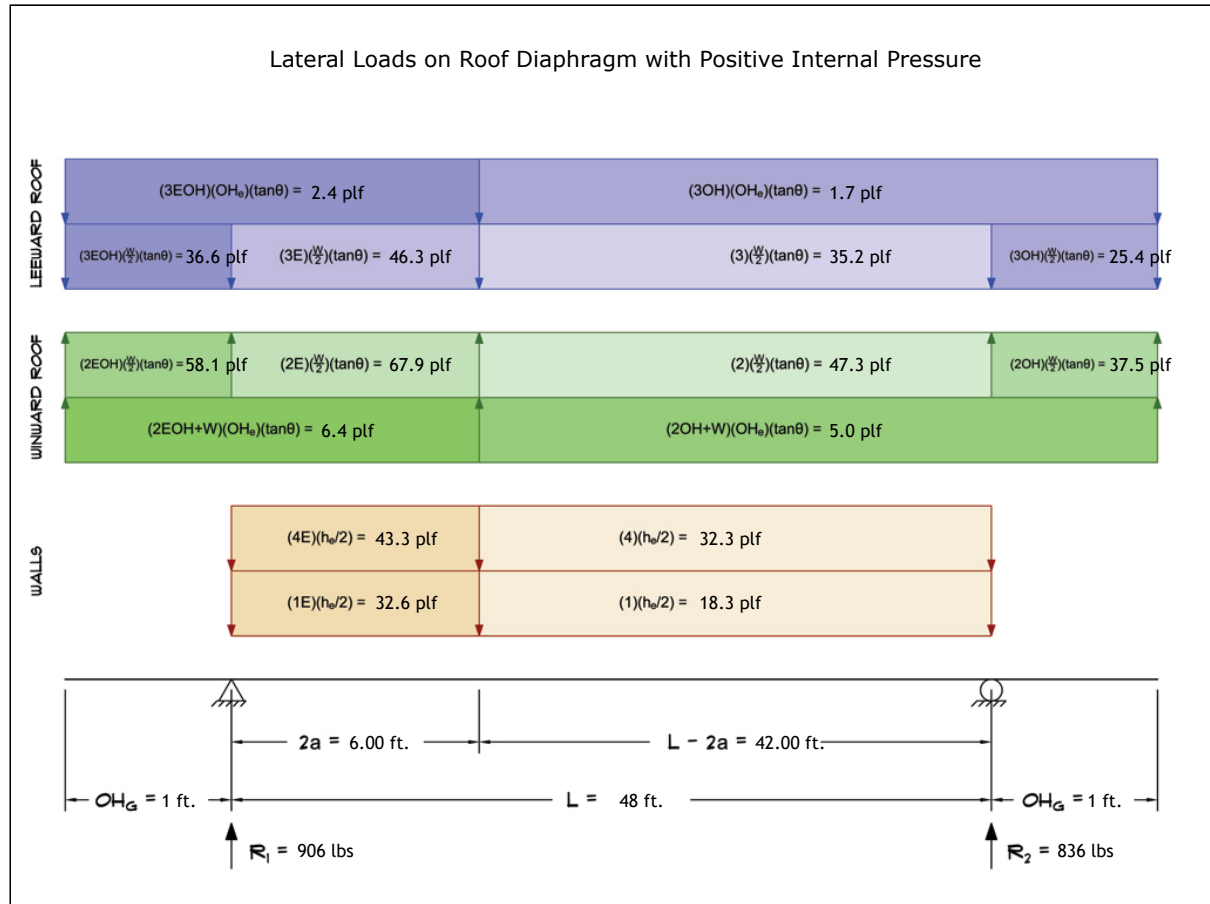 Lateral Loads on Roof Diaphragm with Positive Internal Pressure
LEEWARD ROOF
(3EOH)(OHₑ)(tanθ) = 2.4 plf
(3OH)(OHₑ)(tanθ) = 1.7 plf
(3EOH)(W/2)(tanθ) = 36.6 plf
(3E)(W/2)(tanθ) = 46.3 plf
(3)(W/2)(tanθ) = 35.2 plf
(3OH)(W/2)(tanθ) = 25.4 plf
WINWARD ROOF
(2EOH)(W/2)(tanθ) = 58.1 plf
(2E)(W/2)(tanθ) = 67.9 plf
(2)(W/2)(tanθ) = 47.3 plf
(2OH)(W/2)(tanθ) = 37.5 plf
(2EOH+W)(OHₑ)(tanθ) = 6.4 plf
(2OH+W)(OHₑ)(tanθ) = 5.0 plf
WALLS
(4E)(hₑ/2) = 43.3 plf
(4)(hₑ/2) = 32.3 plf
(1E)(hₑ/2) = 32.6 plf
(1)(hₑ/2) = 18.3 plf
2a = 6.00 ft.
L - 2a = 42.00 ft.
OH_G = 1 ft.
L = 48 ft.
OH_G = 1 ft.
R₁ = 906 lbs
R₂ = 836 lbs